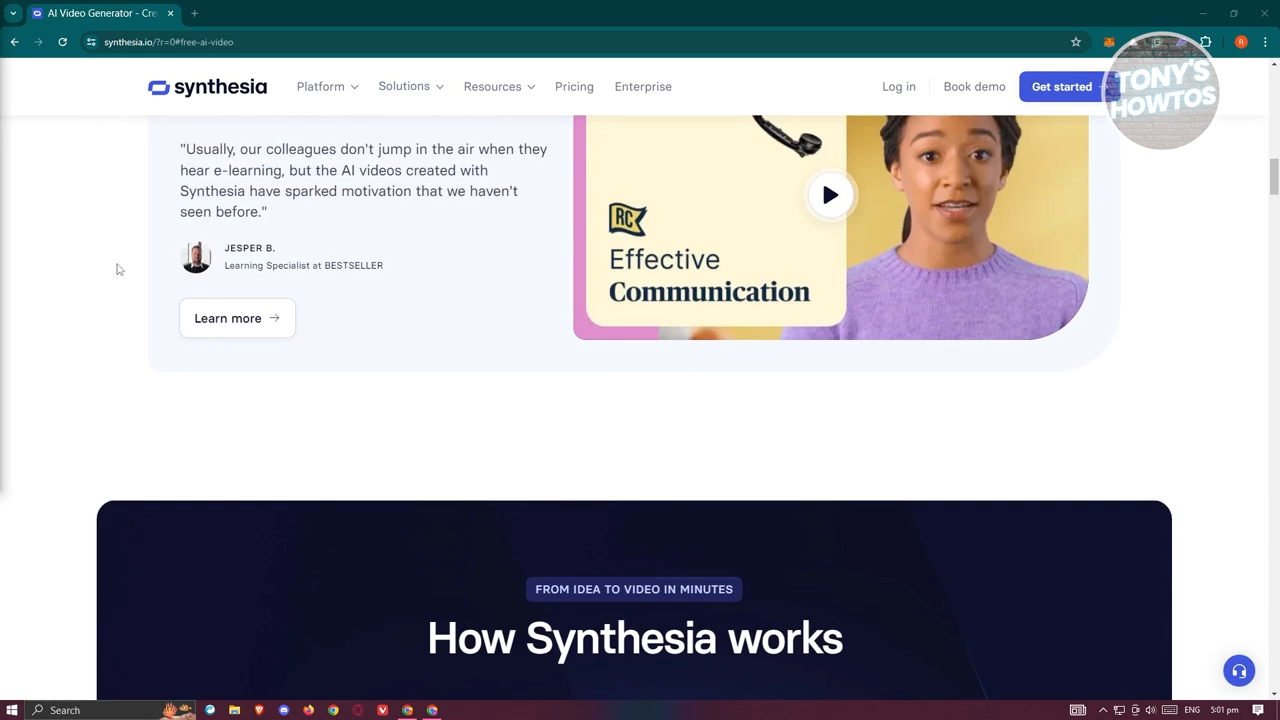 AI Video Generator - Cre
synthesia.io/?r=0#free-ai-video
R
synthesia
Platform
Solutions
Resources
Pricing
Enterprise
Log in
Book demo
Get started
TONY'S
HOWTOS
"Usually, our colleagues don't jump in the air when they
hear e-learning, but the AI videos created with
Synthesia have sparked motivation that we haven't
seen before."
JESPER B.
Learning Specialist at BESTSELLER
Learn more
RC
Effective
Communication
FROM IDEA TO VIDEO IN MINUTES
How Synthesia works
Search
ENG
5:01 pm